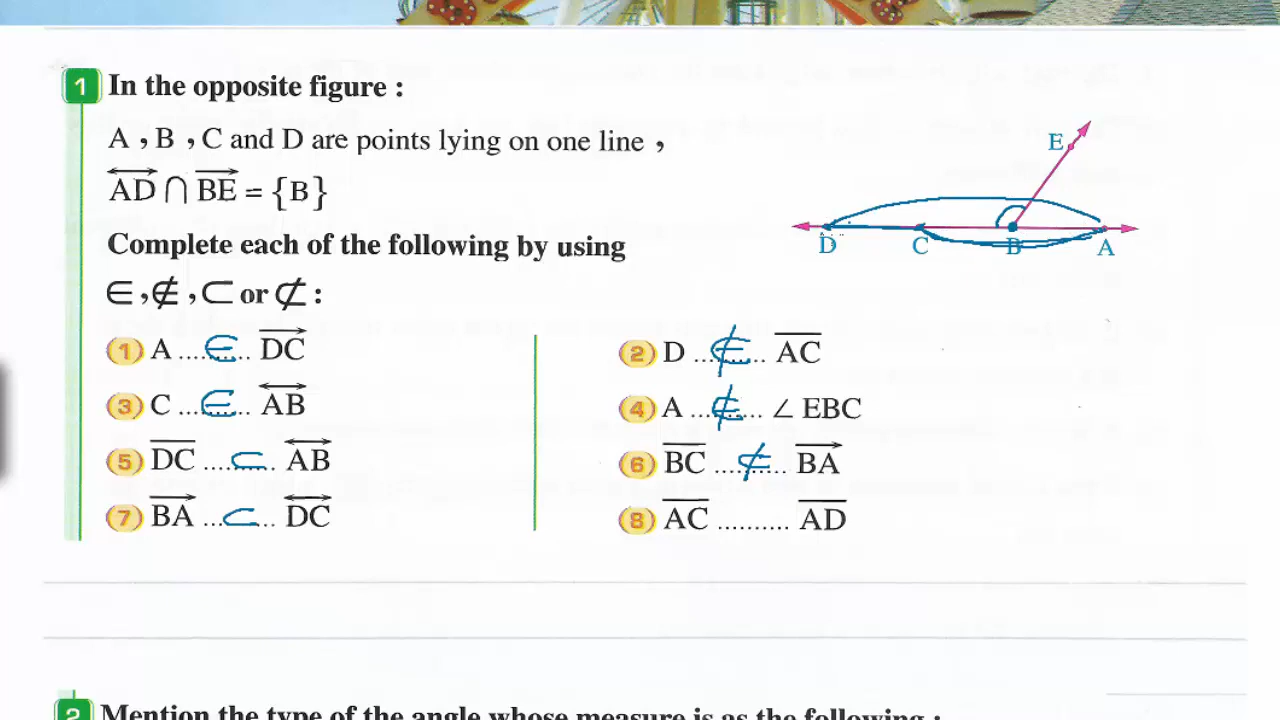 1 In the opposite figure :
A , B , C and D are points lying on one line ,
AD ∩ BE = {B}
Complete each of the following by using
∈ , ∉ , ⊂ or ⊄ :
E
D C B A
1 A ...∈... DC
2 D ...∉... AC
3 C ...∈... AB
4 A ...∉... ∠ EBC
5 DC ...⊂... AB
6 BC ...⊄... BA
7 BA ...⊂... DC
8 AC .......... AD
2 Mention the type of the angle whose measure is as the following :